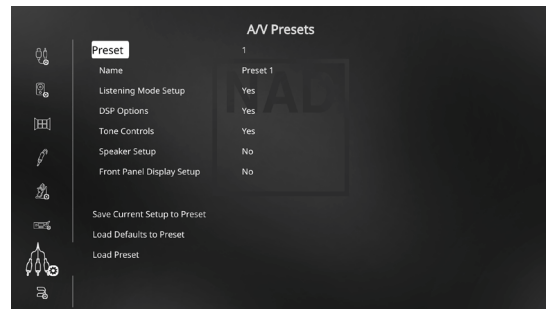 A/V Presets
Preset 1
Name Preset 1
Listening Mode Setup Yes
DSP Options Yes
Tone Controls Yes
Speaker Setup No
Front Panel Display Setup No
Save Current Setup to Preset
Load Defaults to Preset
Load Preset
NAD